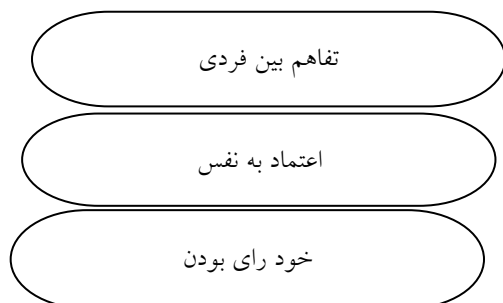 تفاهم بین فردی
اعتماد به نفس
خود رای بودن